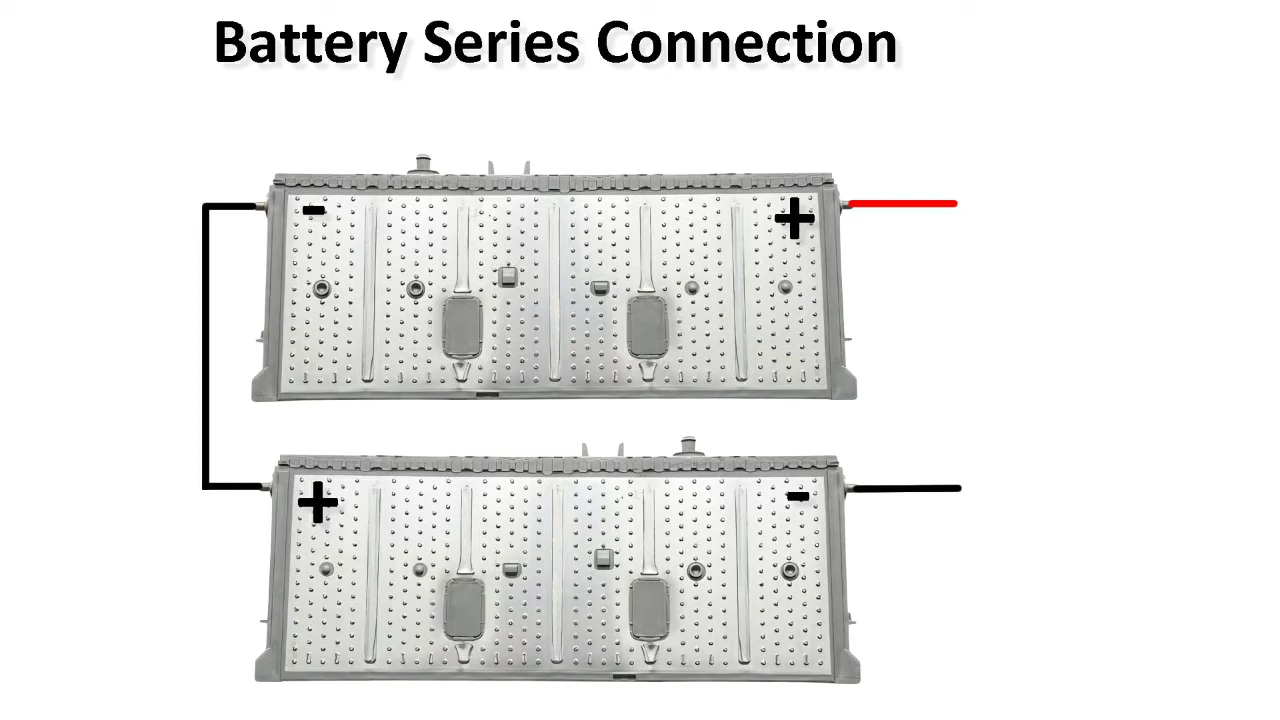 Battery Series Connection
- +
+ -